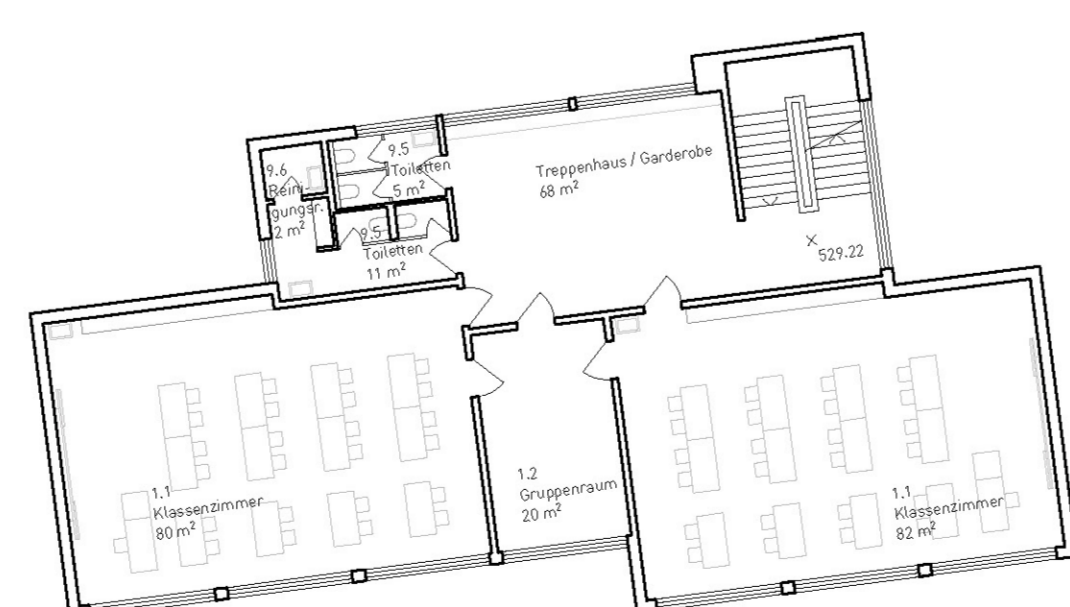 9.5
Toiletten
5 m²
9.6
Reini-
gungsr.
2 m²
9.5
Toiletten
11 m²
Treppenhaus / Garderobe
68 m²
529.22
1.1
Klassenzimmer
80 m²
1.2
Gruppenraum
20 m²
1.1
Klassenzimmer
82 m²